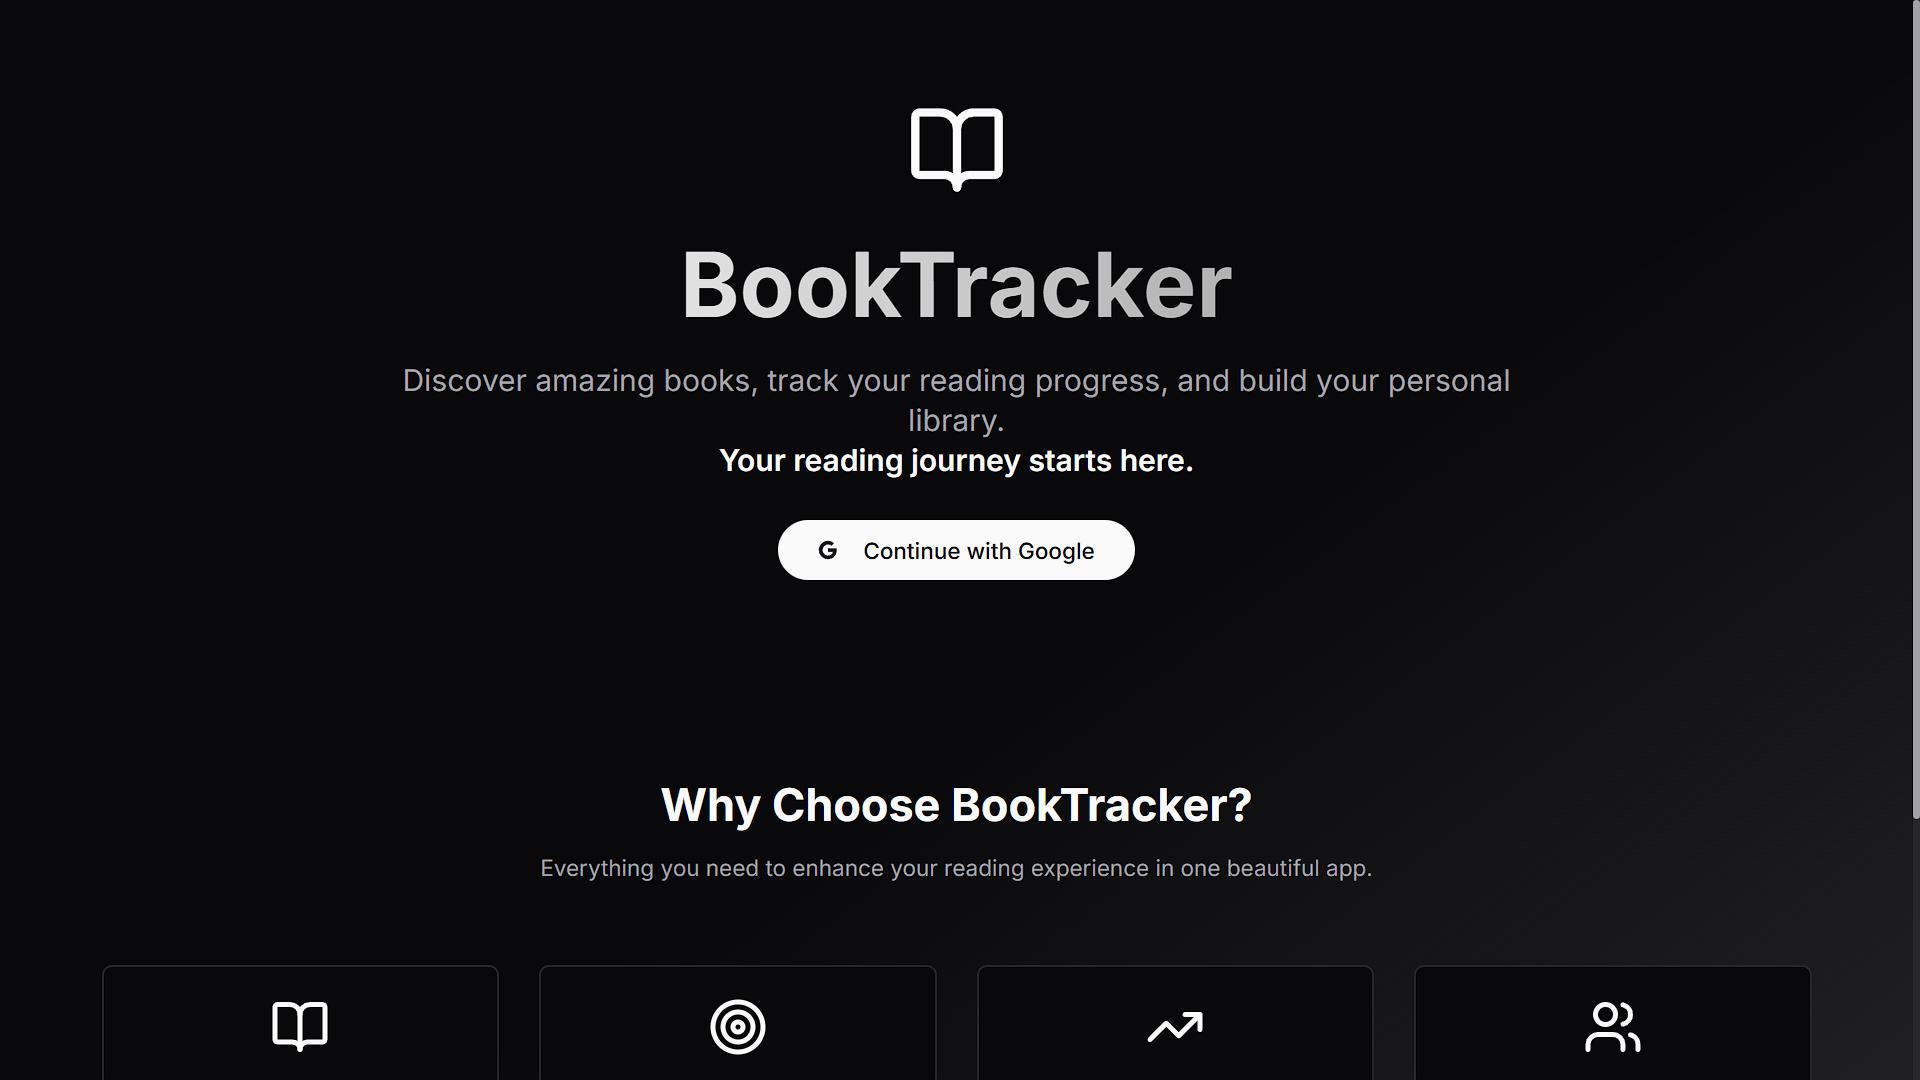 BookTracker
Discover amazing books, track your reading progress, and build your personal
library.
Your reading journey starts here.
Continue with Google
Why Choose BookTracker?
Everything you need to enhance your reading experience in one beautiful app.